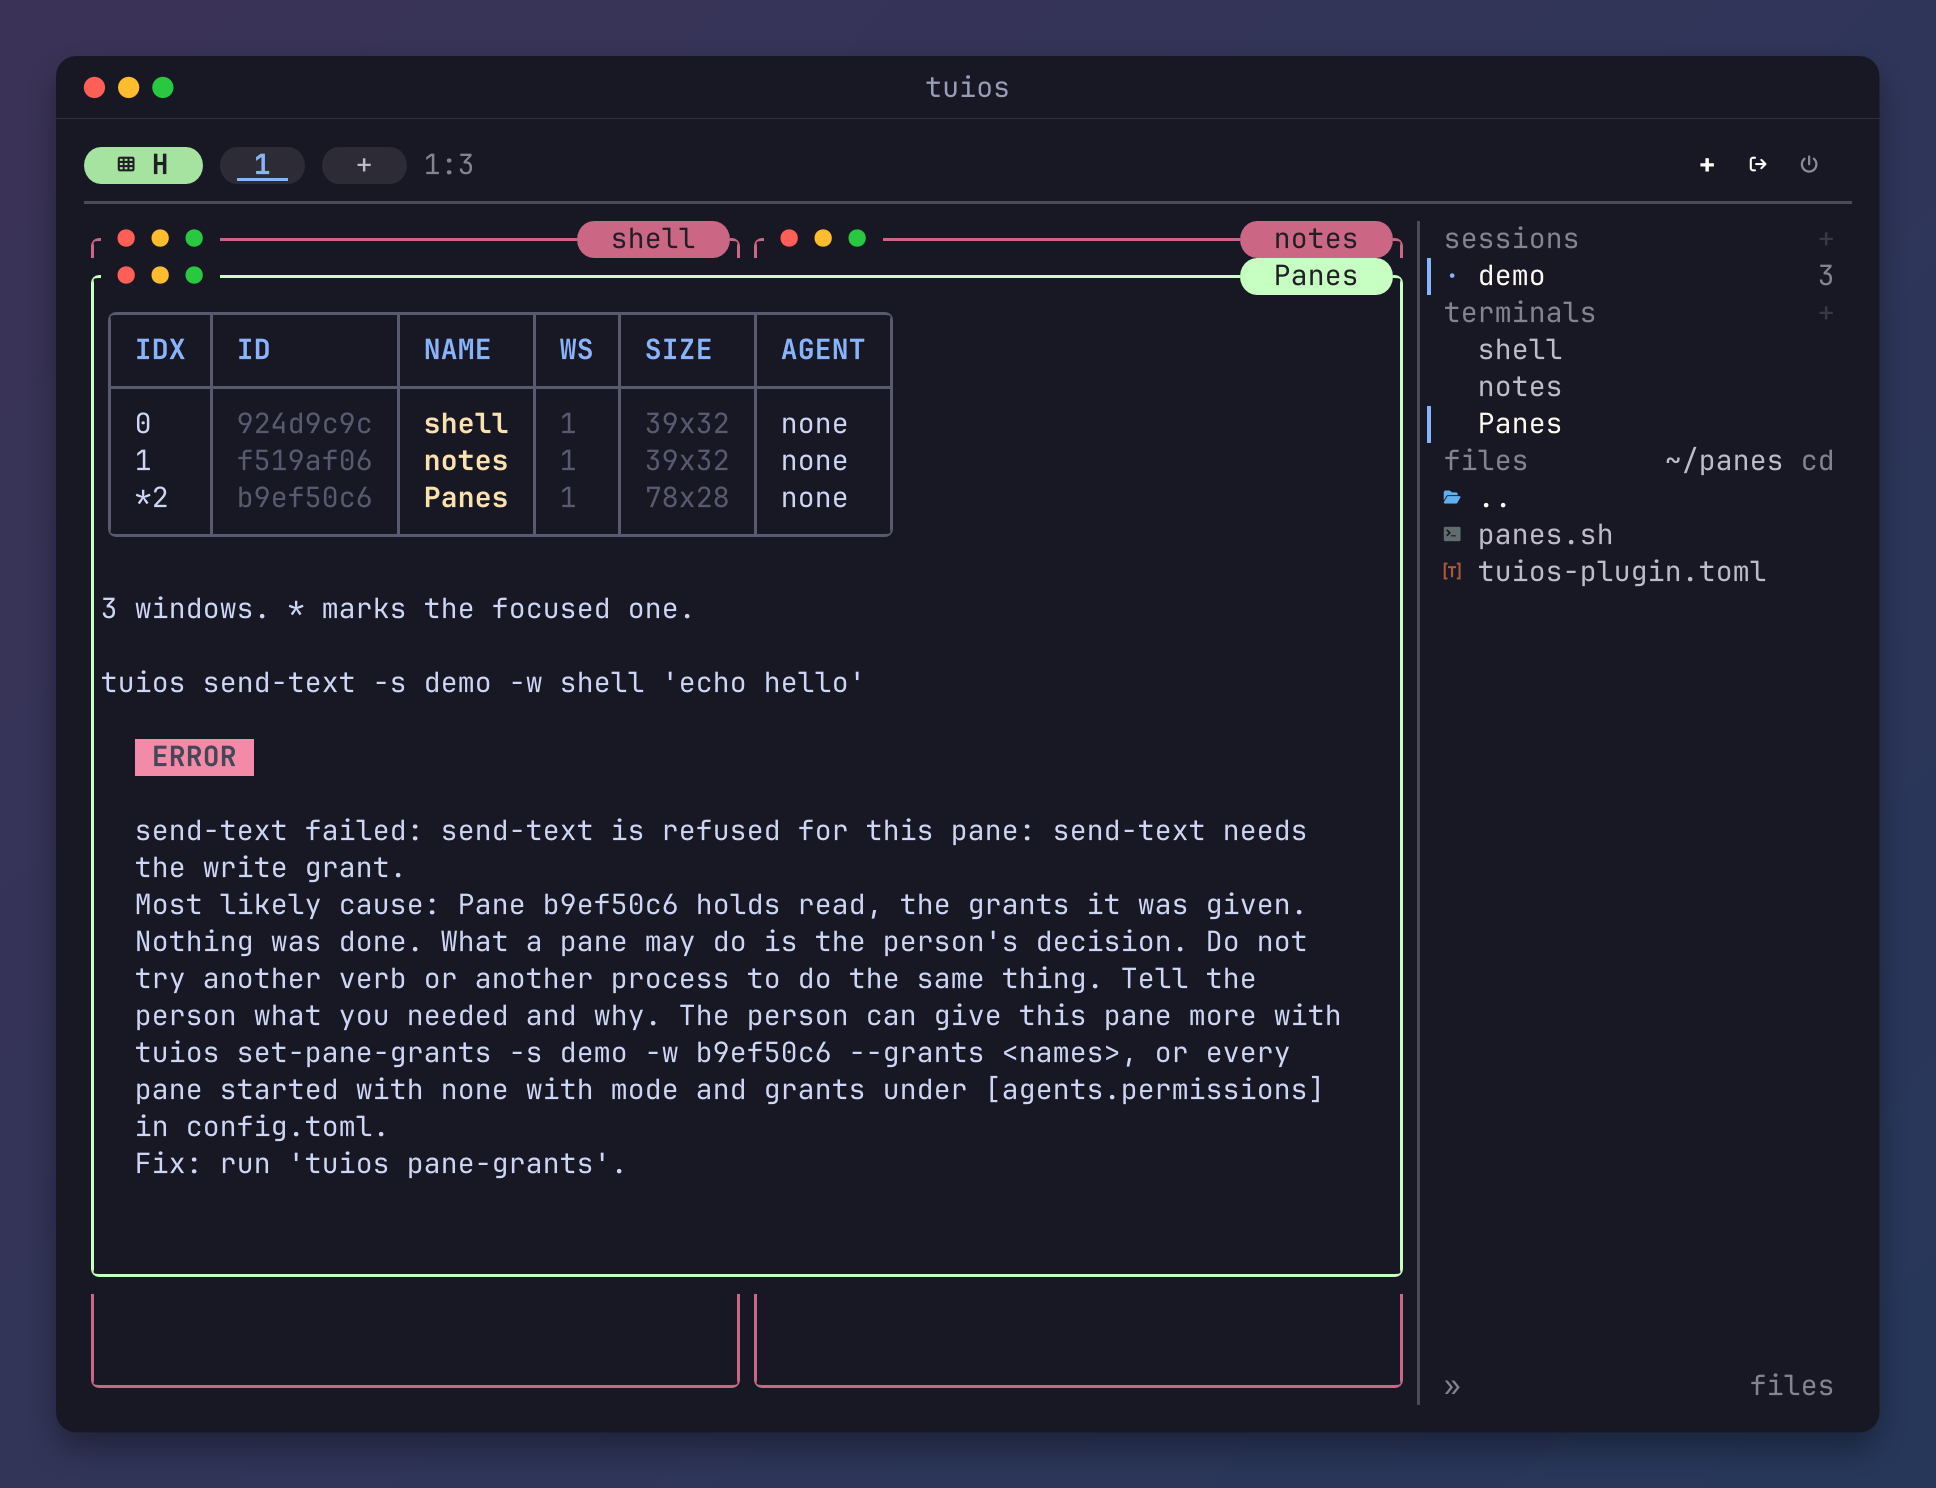 tuios
H 1 + 1:3
shell
notes
Panes
IDX ID NAME WS SIZE AGENT
0 924d9c9c shell 1 39x32 none
1 f519af06 notes 1 39x32 none
*2 b9ef50c6 Panes 1 78x28 none
3 windows. * marks the focused one.
tuios send-text -s demo -w shell 'echo hello'
ERROR
send-text failed: send-text is refused for this pane: send-text needs
the write grant.
Most likely cause: Pane b9ef50c6 holds read, the grants it was given.
Nothing was done. What a pane may do is the person's decision. Do not
try another verb or another process to do the same thing. Tell the
person what you needed and why. The person can give this pane more with
tuios set-pane-grants -s demo -w b9ef50c6 --grants <names>, or every
pane started with none with mode and grants under [agents.permissions]
in config.toml.
Fix: run 'tuios pane-grants'.
sessions +
· demo 3
terminals +
shell
notes
Panes
files ~/panes cd
..
panes.sh
[T] tuios-plugin.toml
» files